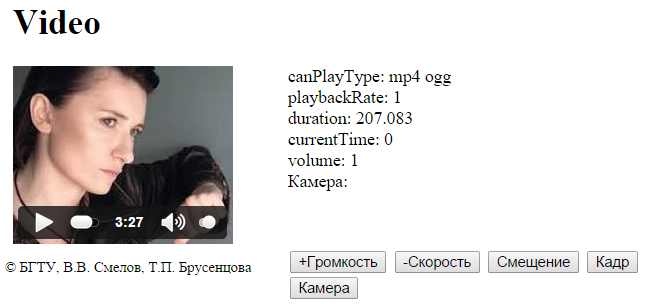 Video
canPlayType: mp4 ogg
playbackRate: 1
duration: 207.083
currentTime: 0
volume: 1
Камера:
3:27
© БГТУ, В.В. Смелов, Т.П. Брусенцова
+Громкость -Скорость Смещение Кадр
Камера